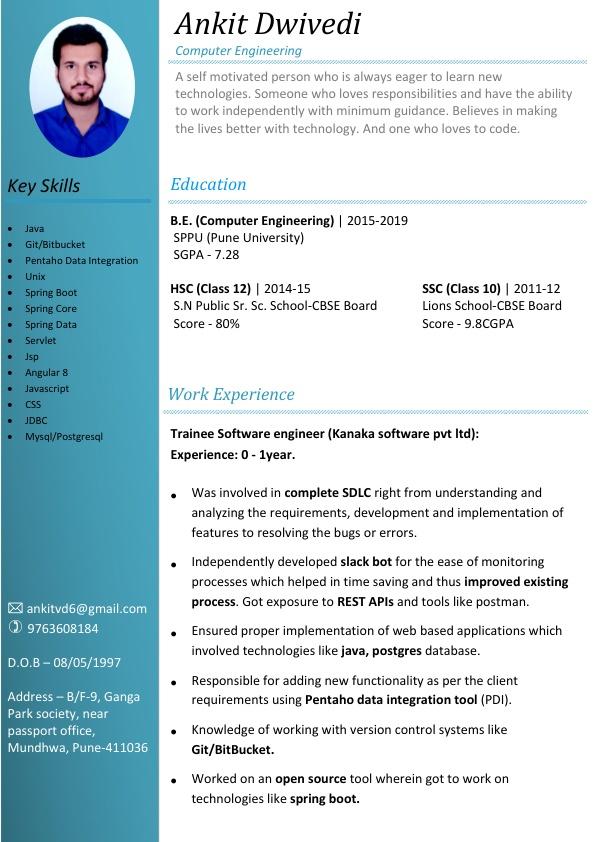 Ankit Dwivedi
Computer Engineering
A self motivated person who is always eager to learn new
technologies. Someone who loves responsibilities and have the ability
to work independently with minimum guidance. Believes in making
the lives better with technology. And one who loves to code.
Key Skills
Java
Git/Bitbucket
Pentaho Data Integration
Unix
Spring Boot
Spring Core
Spring Data
Servlet
Jsp
Angular 8
Javascript
CSS
JDBC
Mysql/Postgresql
ankitvd6@gmail.com
9763608184
D.O.B – 08/05/1997
Address – B/F-9, Ganga
Park society, near
passport office,
Mundhwa, Pune-411036
Education
B.E. (Computer Engineering) | 2015-2019
SPPU (Pune University)
SGPA - 7.28
HSC (Class 12) | 2014-15
S.N Public Sr. Sc. School-CBSE Board
Score - 80%
SSC (Class 10) | 2011-12
Lions School-CBSE Board
Score - 9.8CGPA
Work Experience
Trainee Software engineer (Kanaka software pvt ltd):
Experience: 0 - 1year.
Was involved in complete SDLC right from understanding and
analyzing the requirements, development and implementation of
features to resolving the bugs or errors.
Independently developed slack bot for the ease of monitoring
processes which helped in time saving and thus improved existing
process. Got exposure to REST APIs and tools like postman.
Ensured proper implementation of web based applications which
involved technologies like java, postgres database.
Responsible for adding new functionality as per the client
requirements using Pentaho data integration tool (PDI).
Knowledge of working with version control systems like
Git/BitBucket.
Worked on an open source tool wherein got to work on
technologies like spring boot.